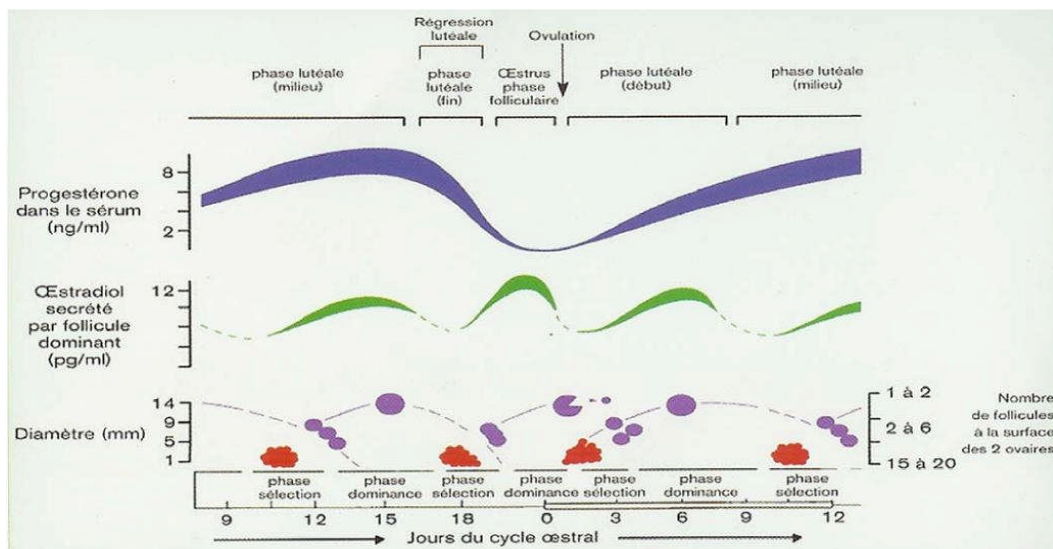 Régression
lutéale
Ovulation
phase lutéale
(milieu)
phase
lutéale
(fin)
Œstrus
phase
folliculaire
phase lutéale
(début)
phase lutéale
(milieu)
Progestérone
dans le sérum
(ng/ml)
8
2
Œstradiol
secrété
par follicule
dominant
(pg/ml)
12
Diamètre (mm)
14
9
5
1
1 à 2
2 à 6
15 à 20
Nombre
de follicules
à la surface
des 2 ovaires
phase
sélection
phase
dominance
phase
sélection
phase
dominance
phase
sélection
phase
dominance
phase
sélection
9 12 15 18 0 3 6 9 12
Jours du cycle œstral